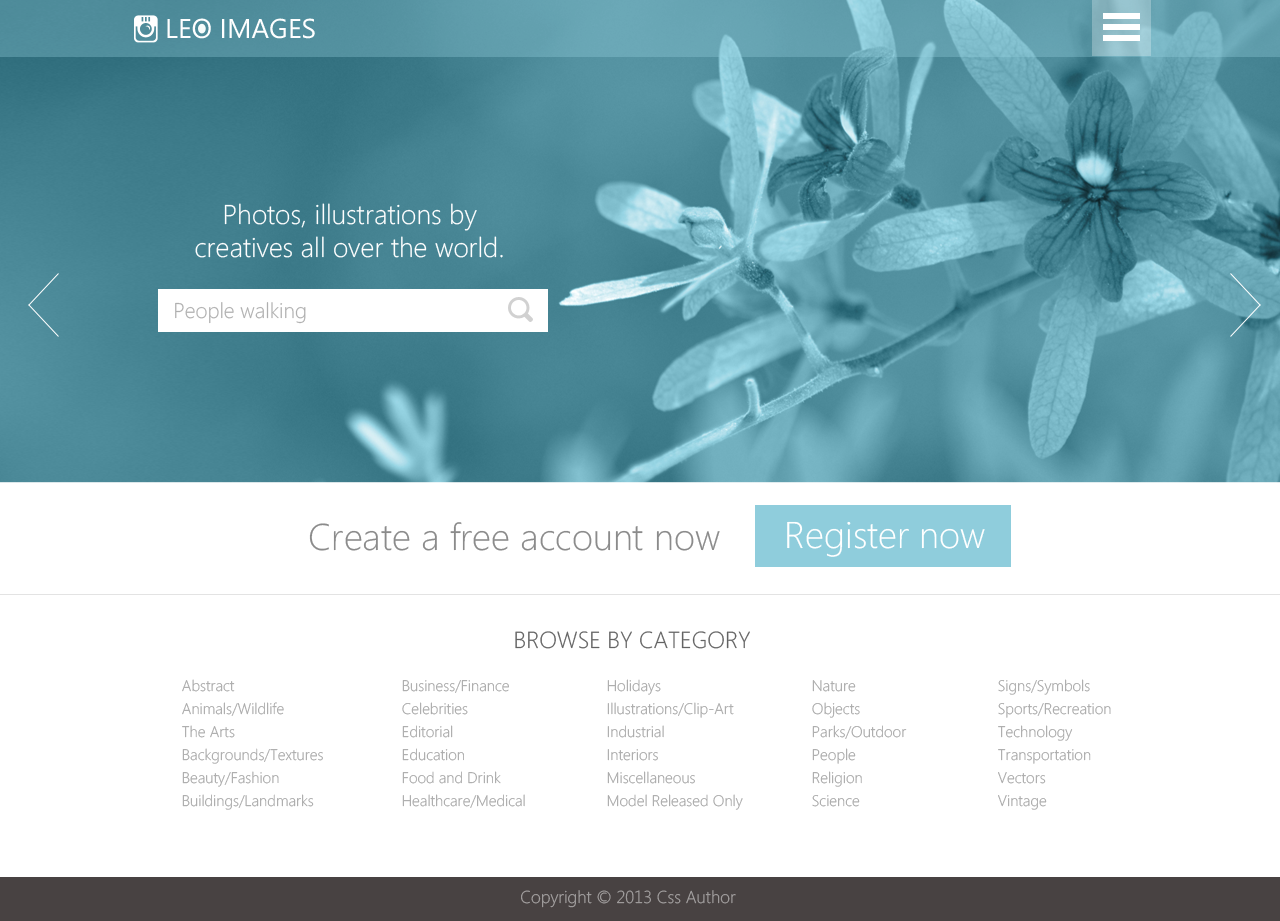 LEO IMAGES
Photos, illustrations by
creatives all over the world.
People walking
Create a free account now
Register now
BROWSE BY CATEGORY
Abstract
Animals/Wildlife
The Arts
Backgrounds/Textures
Beauty/Fashion
Buildings/Landmarks
Business/Finance
Celebrities
Editorial
Education
Food and Drink
Healthcare/Medical
Holidays
Illustrations/Clip-Art
Industrial
Interiors
Miscellaneous
Model Released Only
Nature
Objects
Parks/Outdoor
People
Religion
Science
Signs/Symbols
Sports/Recreation
Technology
Transportation
Vectors
Vintage
Copyright © 2013 Css Author